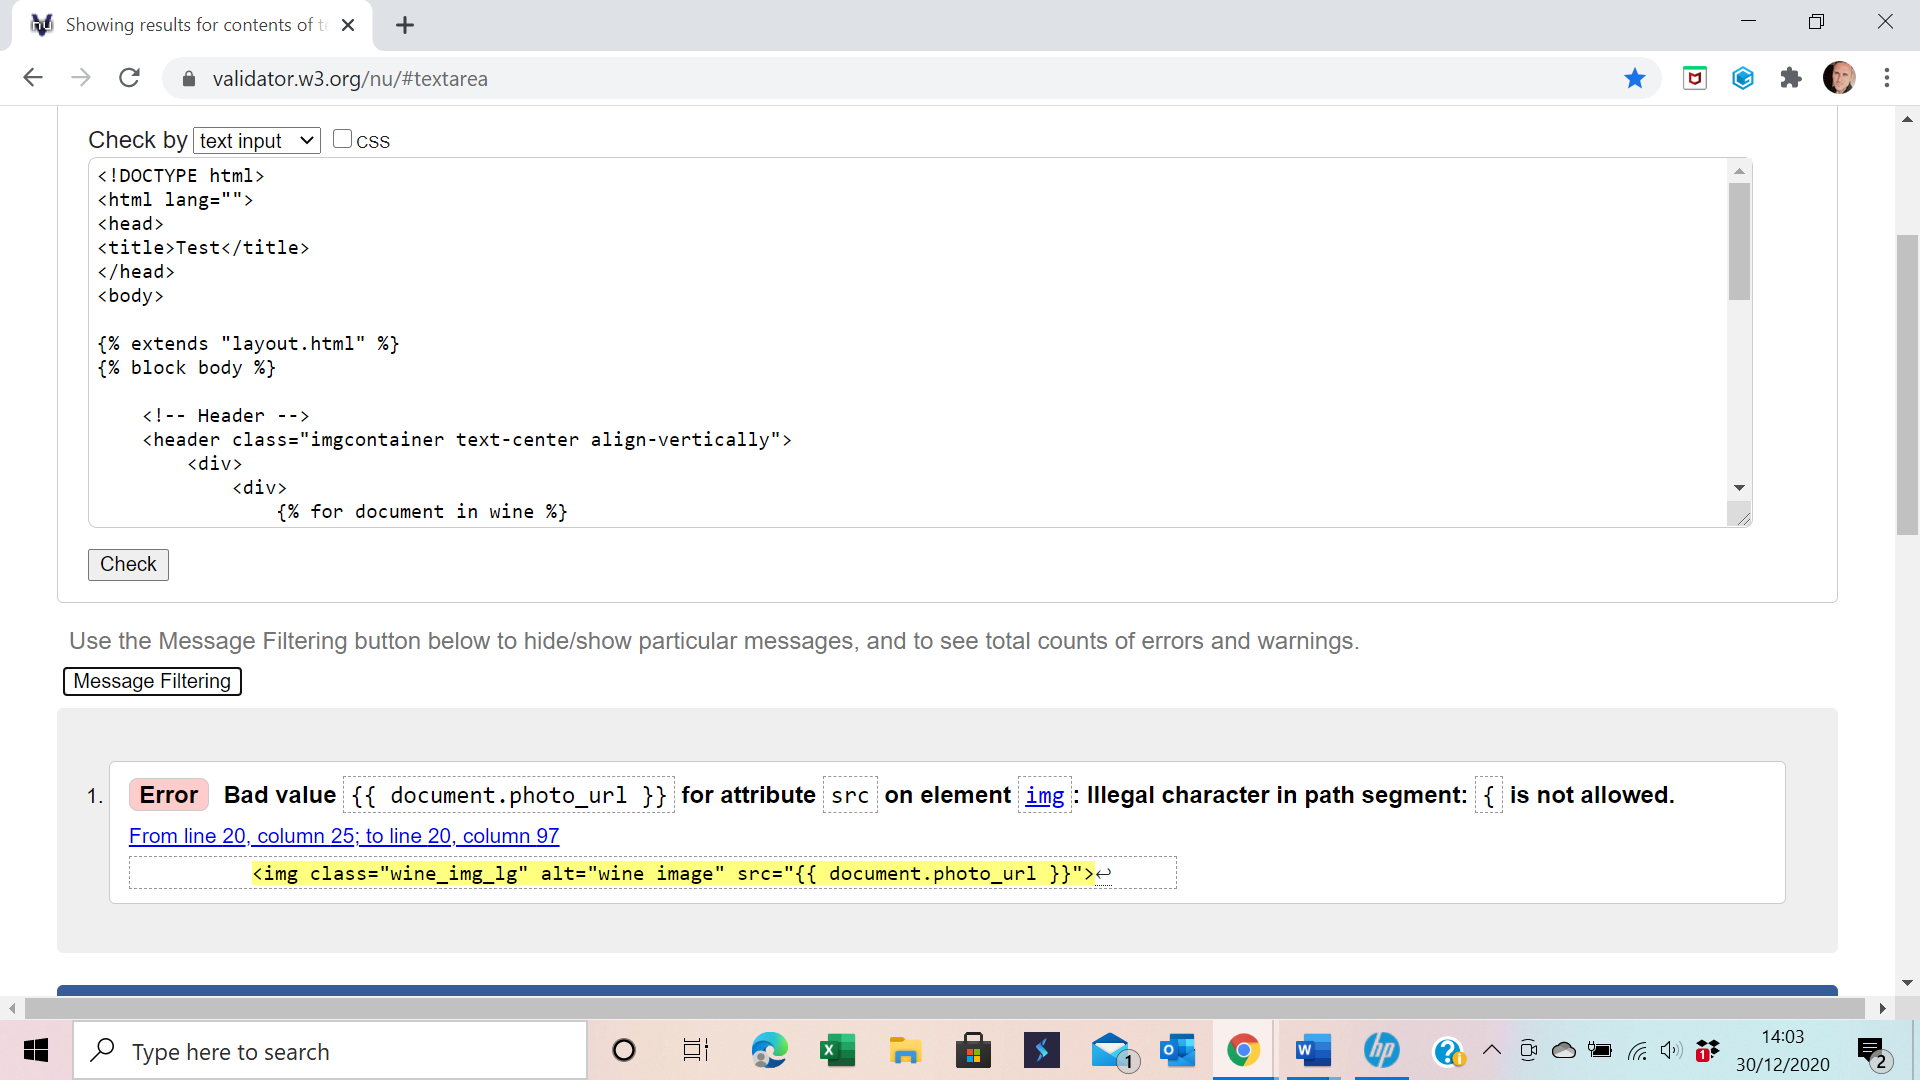 Showing results for contents of t
validator.w3.org/nu/#textarea
Check by text input CSS
<!DOCTYPE html>
<html lang="">
<head>
<title>Test</title>
</head>
<body>
{% extends "layout.html" %}
{% block body %}
<!-- Header -->
<header class="imgcontainer text-center align-vertically">
<div>
<div>
{% for document in wine %}
Check
Use the Message Filtering button below to hide/show particular messages, and to see total counts of errors and warnings.
Message Filtering
1. Error Bad value {{ document.photo_url }} for attribute src on element img: Illegal character in path segment: { is not allowed.
From line 20, column 25; to line 20, column 97
<img class="wine_img_lg" alt="wine image" src="{{ document.photo_url }}">↩
Type here to search
1
1
14:03
30/12/2020
2